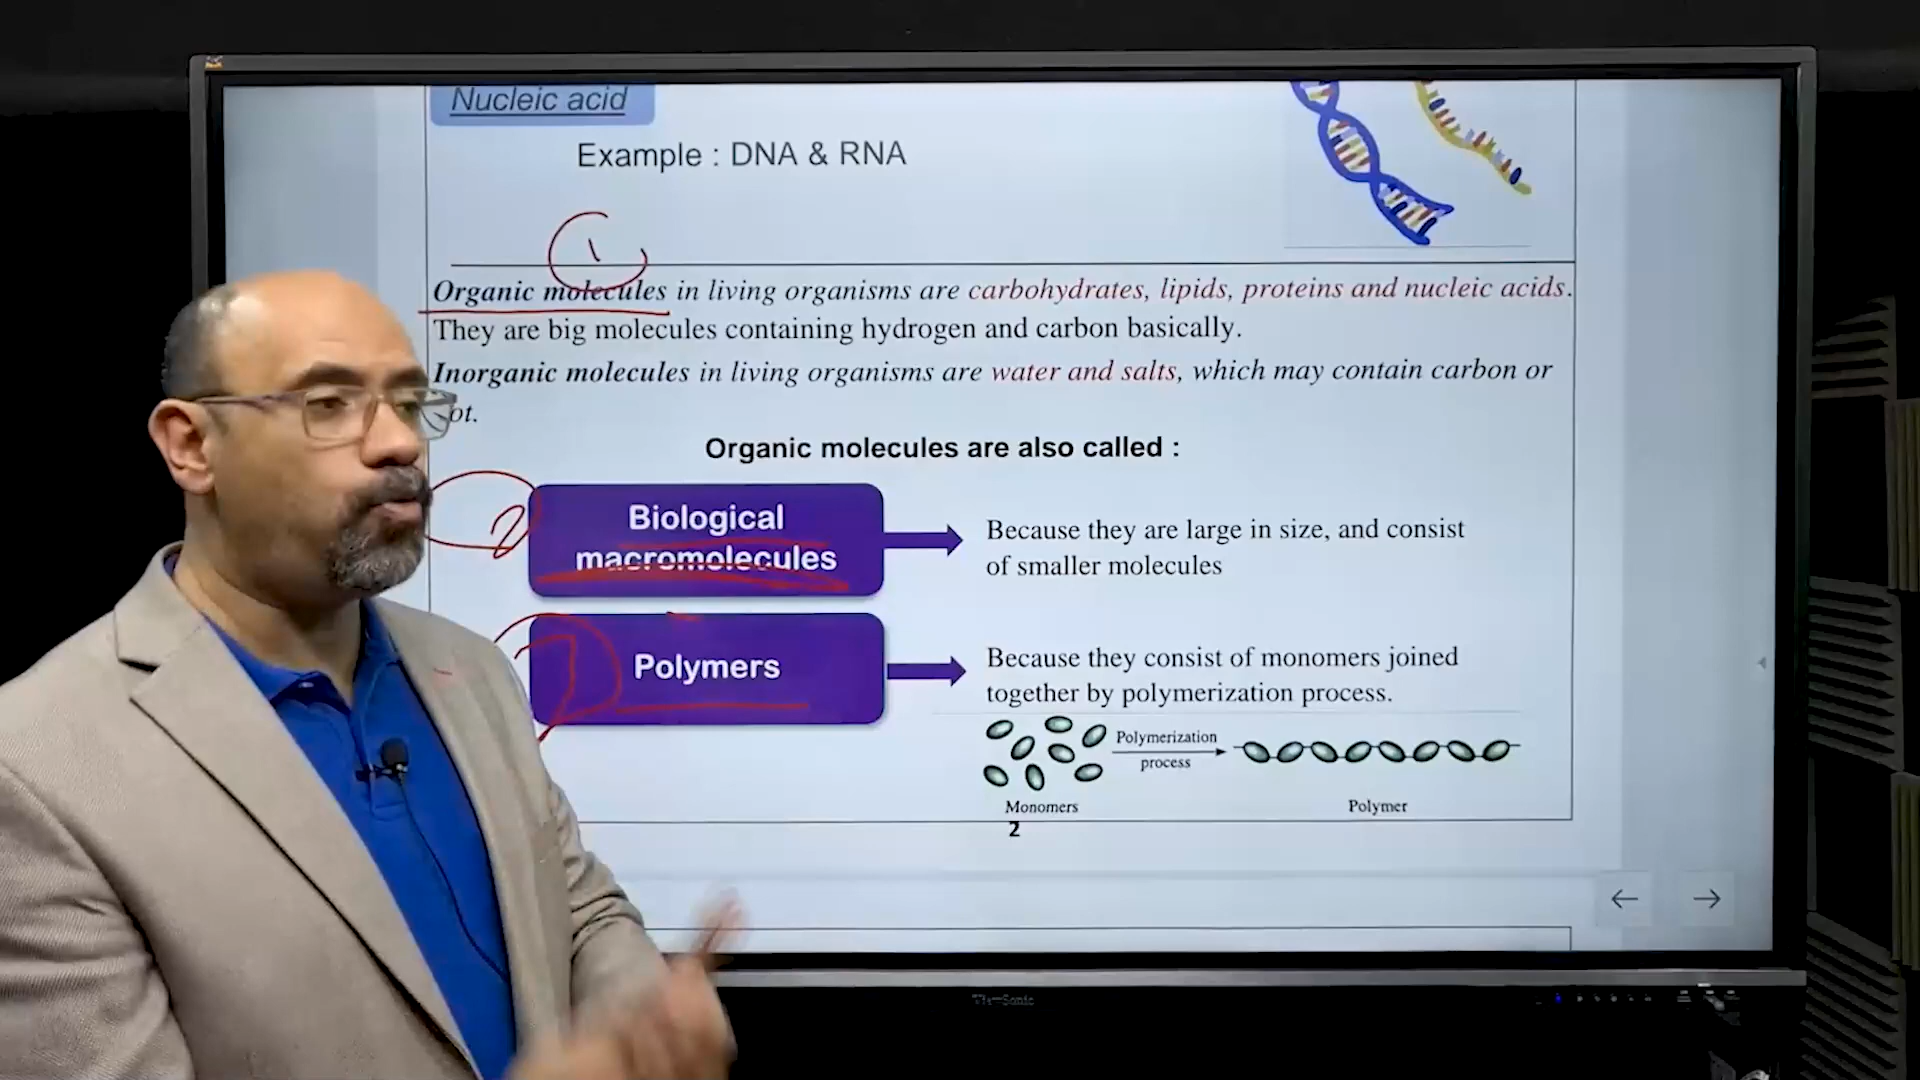 Nucleic acid
Example : DNA & RNA
1
Organic molecules in living organisms are carbohydrates, lipids, proteins and nucleic acids.
They are big molecules containing hydrogen and carbon basically.
Inorganic molecules in living organisms are water and salts, which may contain carbon or
ot.
Organic molecules are also called :
2
Biological
macromolecules
Because they are large in size, and consist
of smaller molecules
Polymers
Because they consist of monomers joined
together by polymerization process.
Polymerization
process
Monomers
Polymer
2
ViewSonic